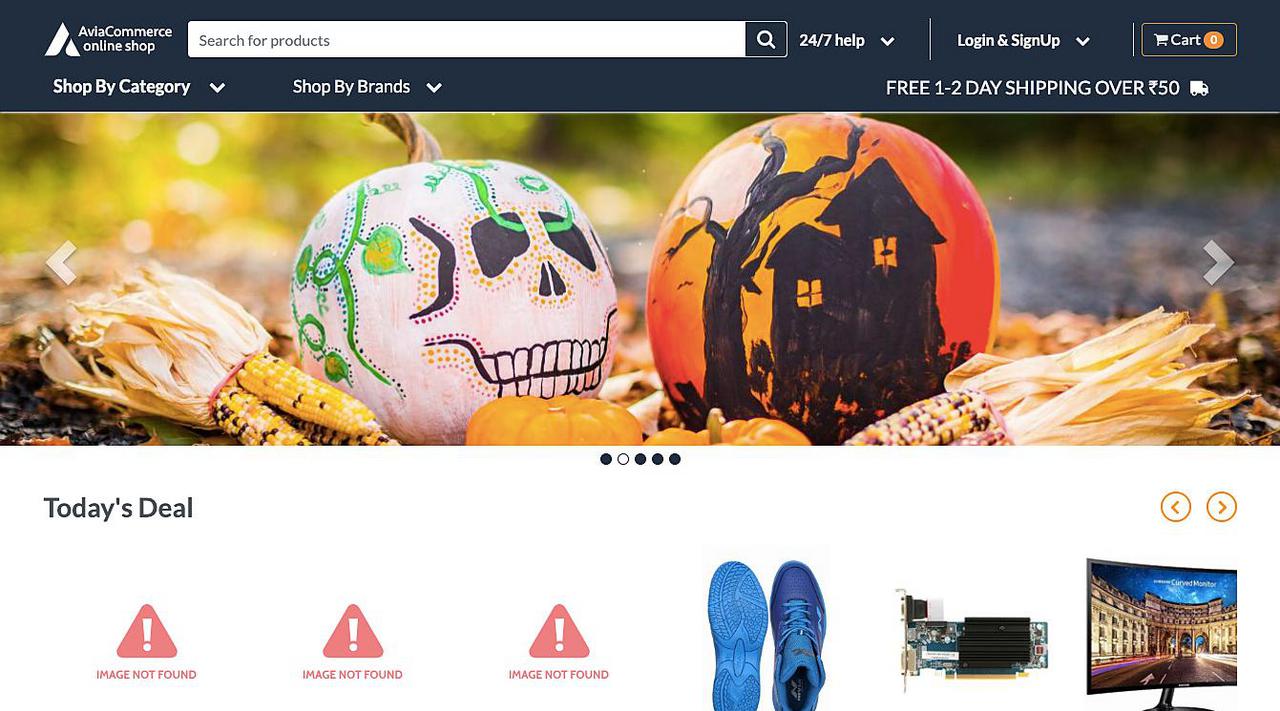 AviaCommerce
online shop
Search for products
24/7 help
Login & SignUp
Cart 0
Shop By Category
Shop By Brands
FREE 1-2 DAY SHIPPING OVER ₹50
Today's Deal
IMAGE NOT FOUND
IMAGE NOT FOUND
IMAGE NOT FOUND
SAMSUNG Curved Monitor